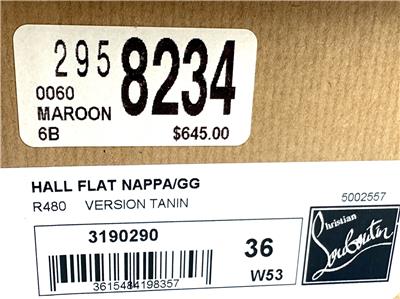 295 8234
0060
MAROON
6B $645.00
HALL FLAT NAPPA/GG
R480 VERSION TANIN
5002557
3190290
36
W53
3615484198357
Christian
Louboutin